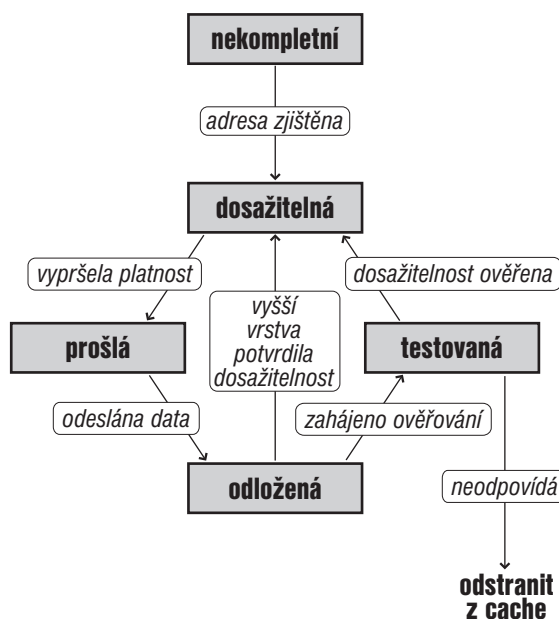 nekompletní
adresa zjištěna
dosažitelná
vypršela platnost
dosažitelnost ověřena
vyšší
vrstva
potvrdila
dosažitelnost
prošlá
testovaná
odeslána data
zahájeno ověřování
odložená
neodpovídá
odstranit
z cache